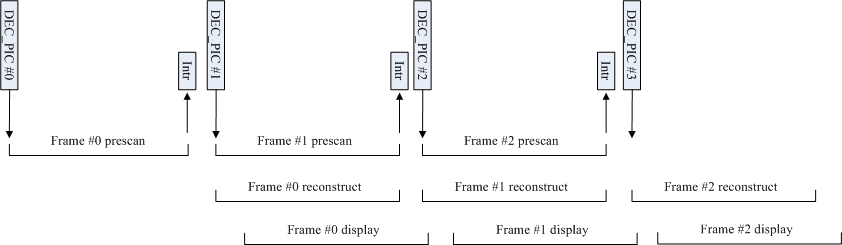 DEC_PIC #0
Intr
DEC_PIC #1
Intr
DEC_PIC #2
Intr
DEC_PIC #3
Frame #0 prescan
Frame #1 prescan
Frame #2 prescan
Frame #0 reconstruct
Frame #1 reconstruct
Frame #2 reconstruct
Frame #0 display
Frame #1 display
Frame #2 display